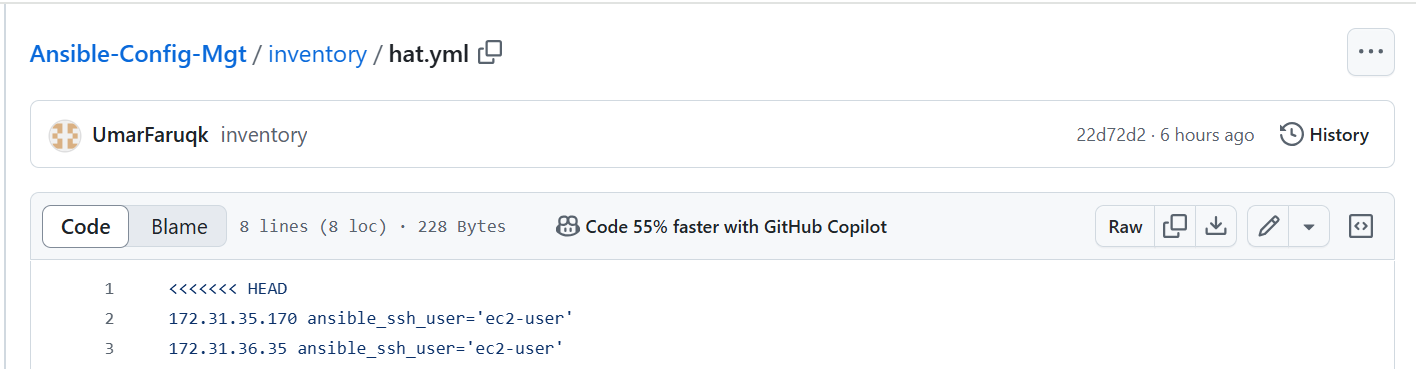 Ansible-Config-Mgt / inventory / hat.yml
UmarFaruqk inventory 22d72d2 · 6 hours ago History
Code Blame 8 lines (8 loc) · 228 Bytes Code 55% faster with GitHub Copilot Raw
1 <<<<<<< HEAD
2 172.31.35.170 ansible_ssh_user='ec2-user'
3 172.31.36.35 ansible_ssh_user='ec2-user'